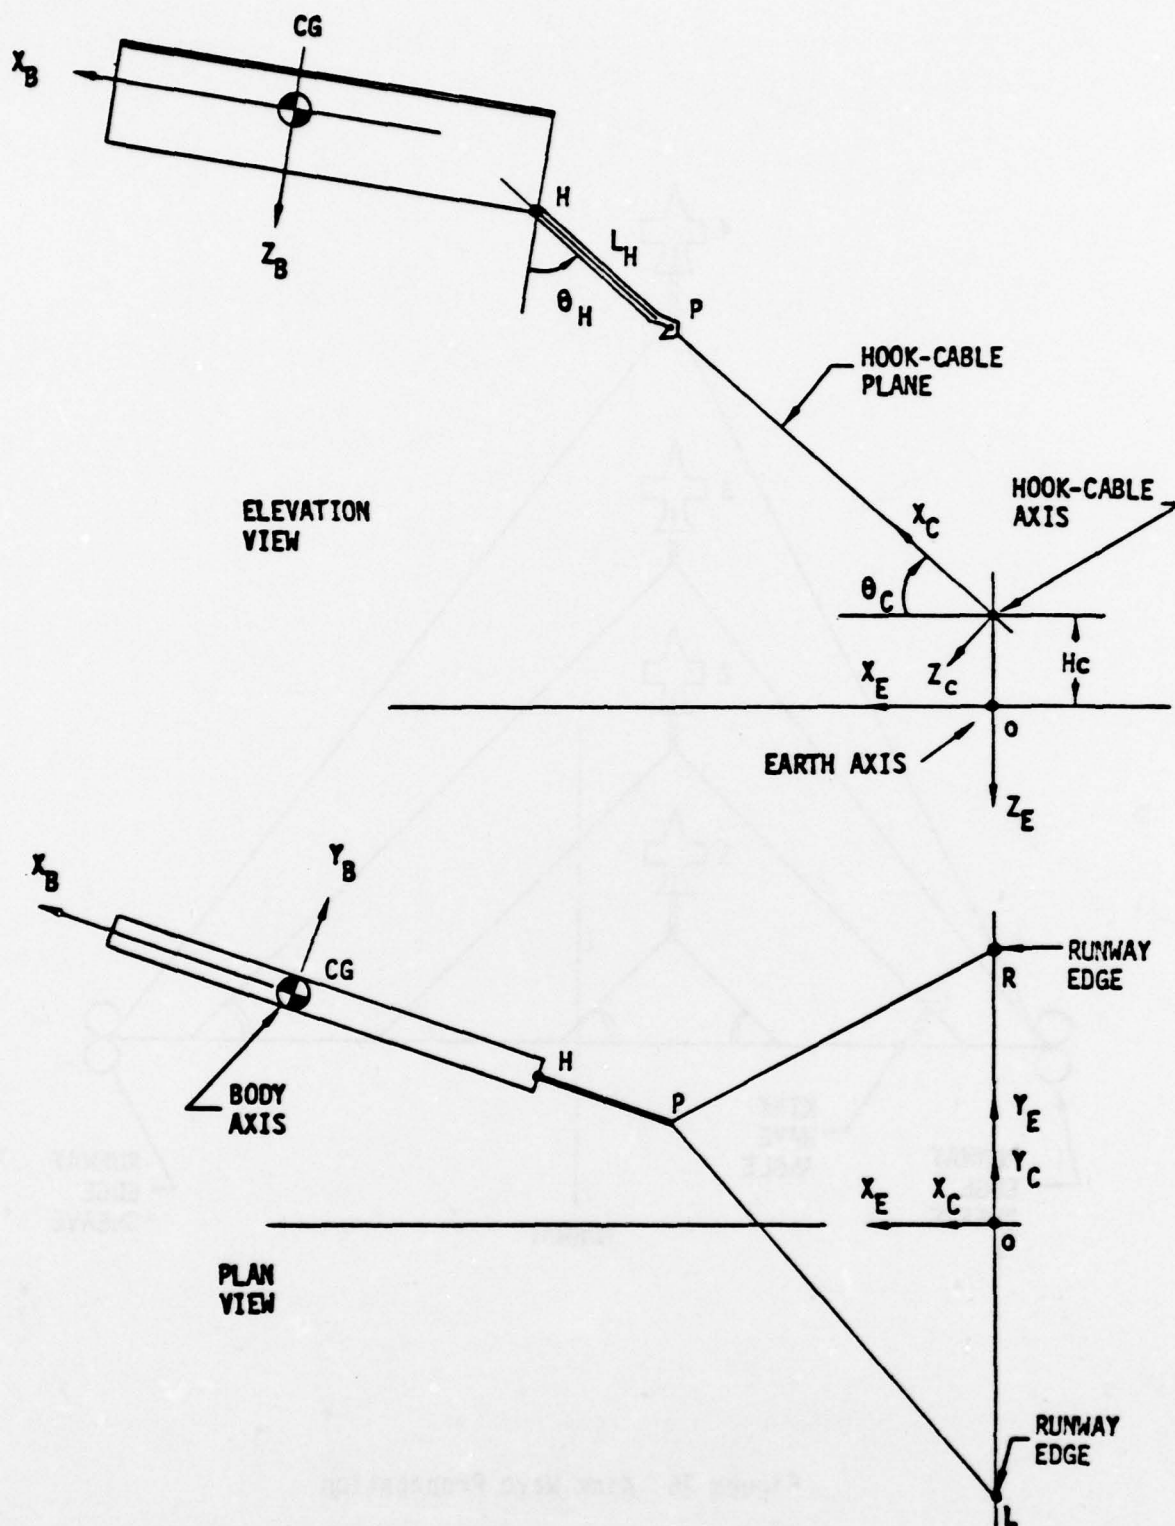 CG
X_B
Z_B
H
L_H
θ_H
P
HOOK-CABLE
PLANE
ELEVATION
VIEW
HOOK-CABLE
AXIS
X_C
θ_C
Z_C
Hc
X_E
O
EARTH AXIS
Z_E
X_B
Y_B
CG
BODY
AXIS
H
P
R
RUNWAY
EDGE
Y_E
Y_C
X_E
X_C
O
PLAN
VIEW
RUNWAY
EDGE
L